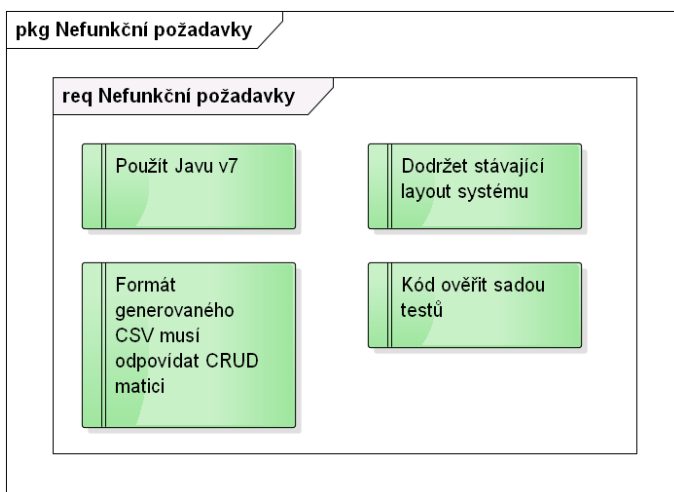 pkg Nefunkční požadavky
req Nefunkční požadavky
Použít Javu v7
Dodržet stávající
layout systému
Formát
generovaného
CSV musí
odpovídat CRUD
matici
Kód ověřit sadou
testů